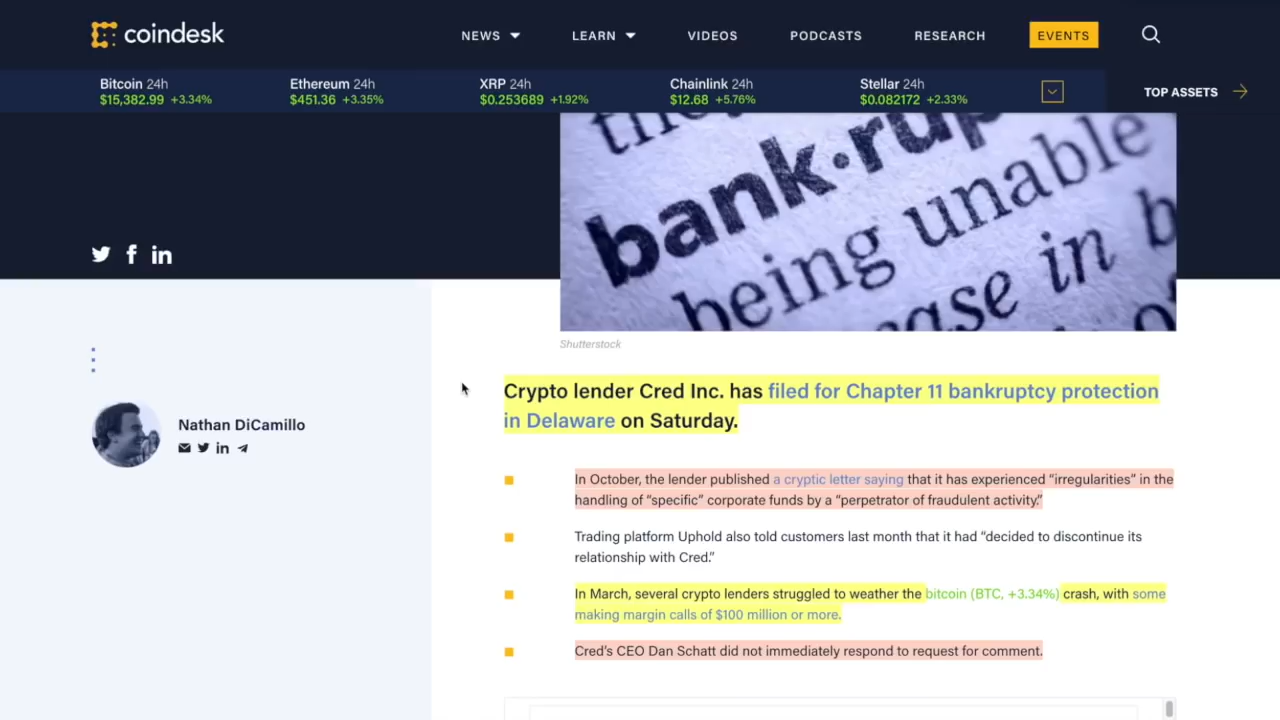 coindesk
NEWS
LEARN
VIDEOS
PODCASTS
RESEARCH
EVENTS
Bitcoin 24h
$15,382.99 +3.34%
Ethereum 24h
$451.36 +3.35%
XRP 24h
$0.253689 +1.92%
Chainlink 24h
$12.68 +5.76%
Stellar 24h
$0.082172 +2.33%
TOP ASSETS
bank·rup
being unable
in
Shutterstock
Nathan DiCamillo
Crypto lender Cred Inc. has filed for Chapter 11 bankruptcy protection
in Delaware on Saturday.
In October, the lender published a cryptic letter saying that it has experienced “irregularities” in the
handling of “specific” corporate funds by a “perpetrator of fraudulent activity.”
Trading platform Uphold also told customers last month that it had “decided to discontinue its
relationship with Cred.”
In March, several crypto lenders struggled to weather the bitcoin (BTC, +3.34%) crash, with some
making margin calls of $100 million or more.
Cred’s CEO Dan Schatt did not immediately respond to request for comment.